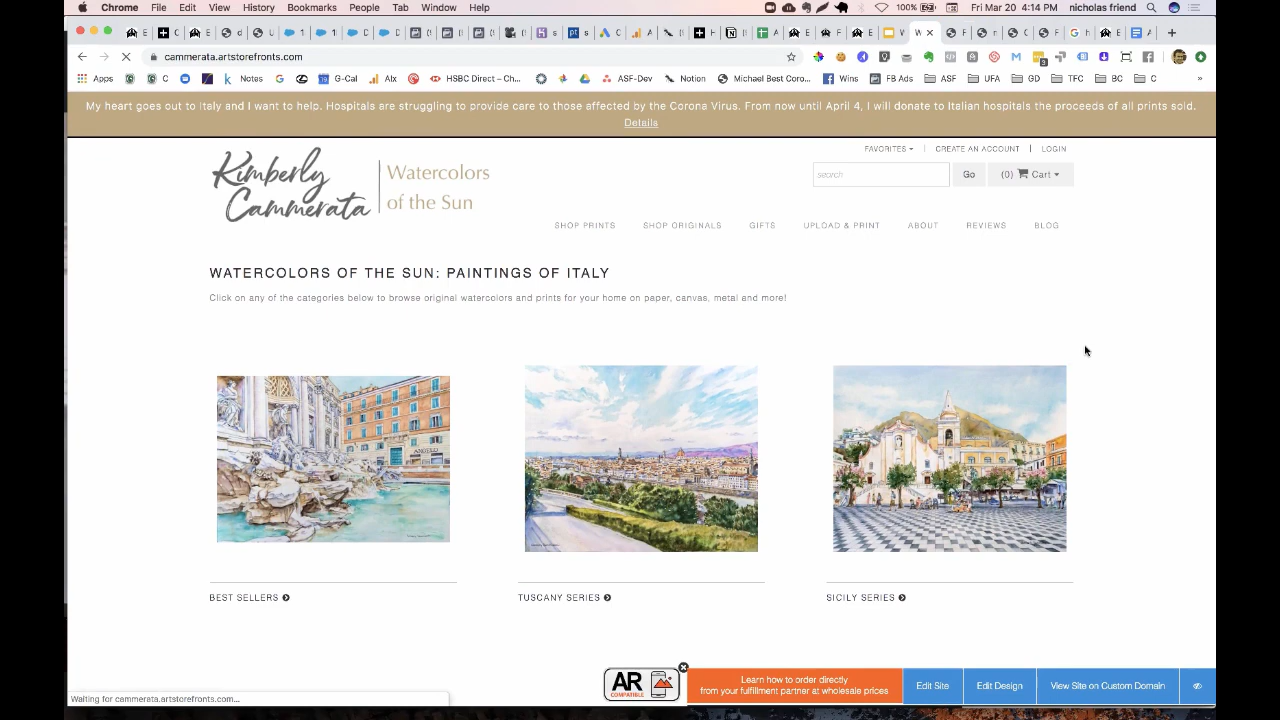 Chrome File Edit View History Bookmarks People Tab Window Help 100% Fri Mar 20 4:14 PM nicholas friend
cammerata.artstorefronts.com
Apps G C Notes G-Cal Alx HSBC Direct – Ch... ASF-Dev Notion Michael Best Coro... Wins FB Ads ASF UFA GD TFC BC C »
My heart goes out to Italy and I want to help. Hospitals are struggling to provide care to those affected by the Corona Virus. From now until April 4, I will donate to Italian hospitals the proceeds of all prints sold.
Details
FAVORITES | CREATE AN ACCOUNT | LOGIN
Kimberly Cammerata
Watercolors of the Sun
search Go (0) Cart
SHOP PRINTS SHOP ORIGINALS GIFTS UPLOAD & PRINT ABOUT REVIEWS BLOG
WATERCOLORS OF THE SUN: PAINTINGS OF ITALY
Click on any of the categories below to browse original watercolors and prints for your home on paper, canvas, metal and more!
BEST SELLERS TUSCANY SERIES SICILY SERIES
AR COMPATIBLE
Learn how to order directly
from your fulfillment partner at wholesale prices
Edit Site Edit Design View Site on Custom Domain
Waiting for cammerata.artstorefronts.com...